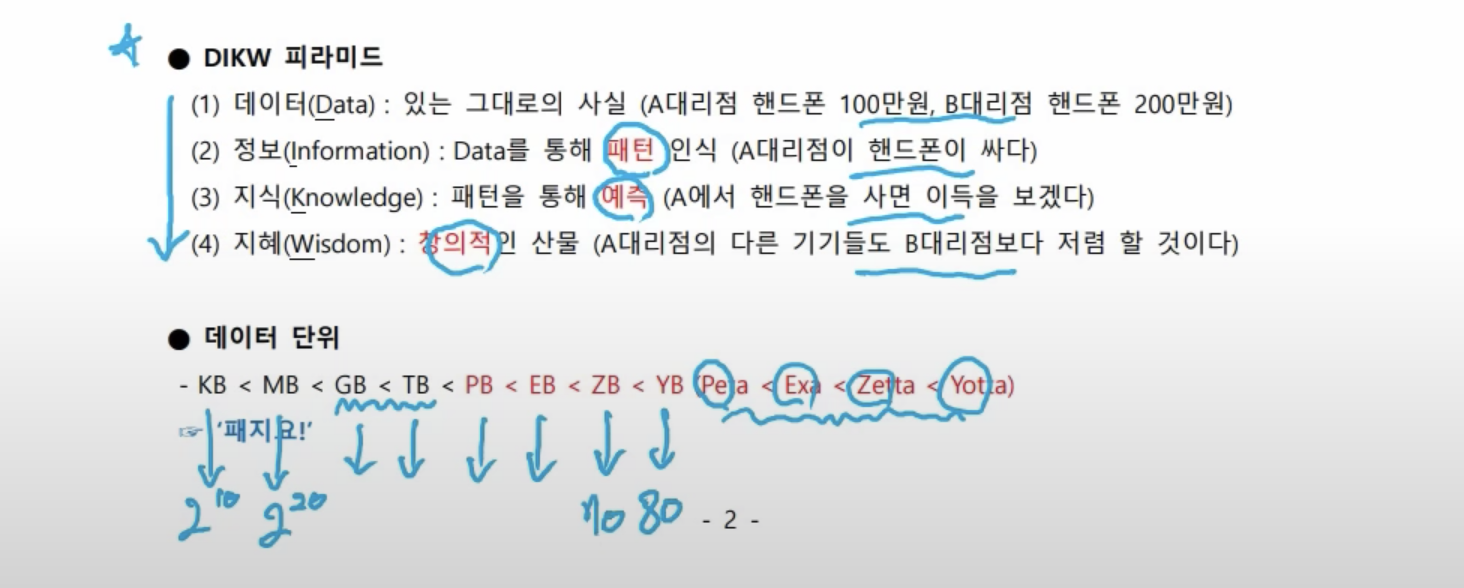 ● DIKW 피라미드
(1) 데이터(Data) : 있는 그대로의 사실 (A대리점 핸드폰 100만원, B대리점 핸드폰 200만원)
(2) 정보(Information) : Data를 통해 패턴 인식 (A대리점이 핸드폰이 싸다)
(3) 지식(Knowledge) : 패턴을 통해 예측 (A에서 핸드폰을 사면 이득을 보겠다)
(4) 지혜(Wisdom) : 창의적인 산물 (A대리점의 다른 기기들도 B대리점보다 저렴 할 것이다)
● 데이터 단위
- KB < MB < GB < TB < PB < EB < ZB < YB (Peta < Exa < Zetta < Yotta)
☞ '패지요!'
2^10 2^20 70 80
- 2 -